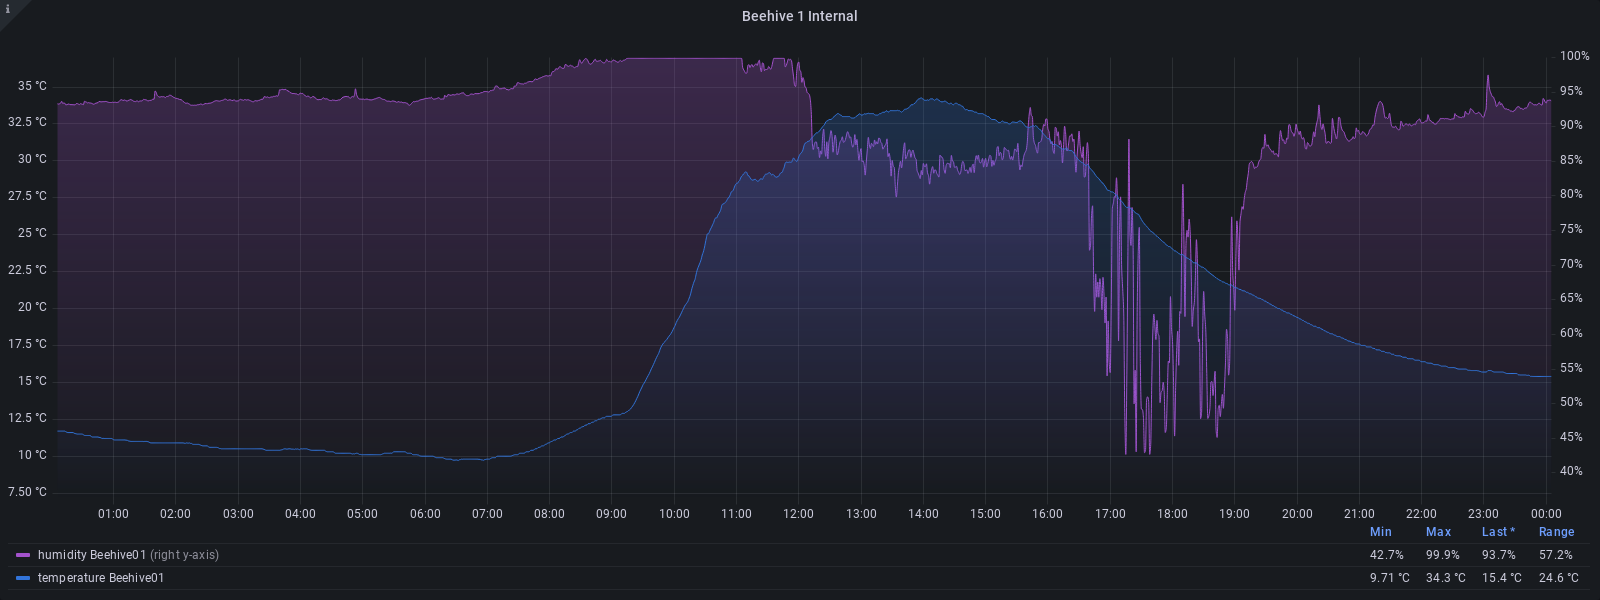 i
Beehive 1 Internal
100%
35 °C
95%
32.5 °C
90%
30 °C
85%
27.5 °C
80%
25 °C
75%
22.5 °C
70%
20 °C
65%
17.5 °C
60%
15 °C
55%
12.5 °C
50%
10 °C
45%
7.50 °C
40%
01:00 02:00 03:00 04:00 05:00 06:00 07:00 08:00 09:00 10:00 11:00 12:00 13:00 14:00 15:00 16:00 17:00 18:00 19:00 20:00 21:00 22:00 23:00 00:00
Min Max Last * Range
humidity Beehive01 (right y-axis) 42.7% 99.9% 93.7% 57.2%
temperature Beehive01 9.71 °C 34.3 °C 15.4 °C 24.6 °C